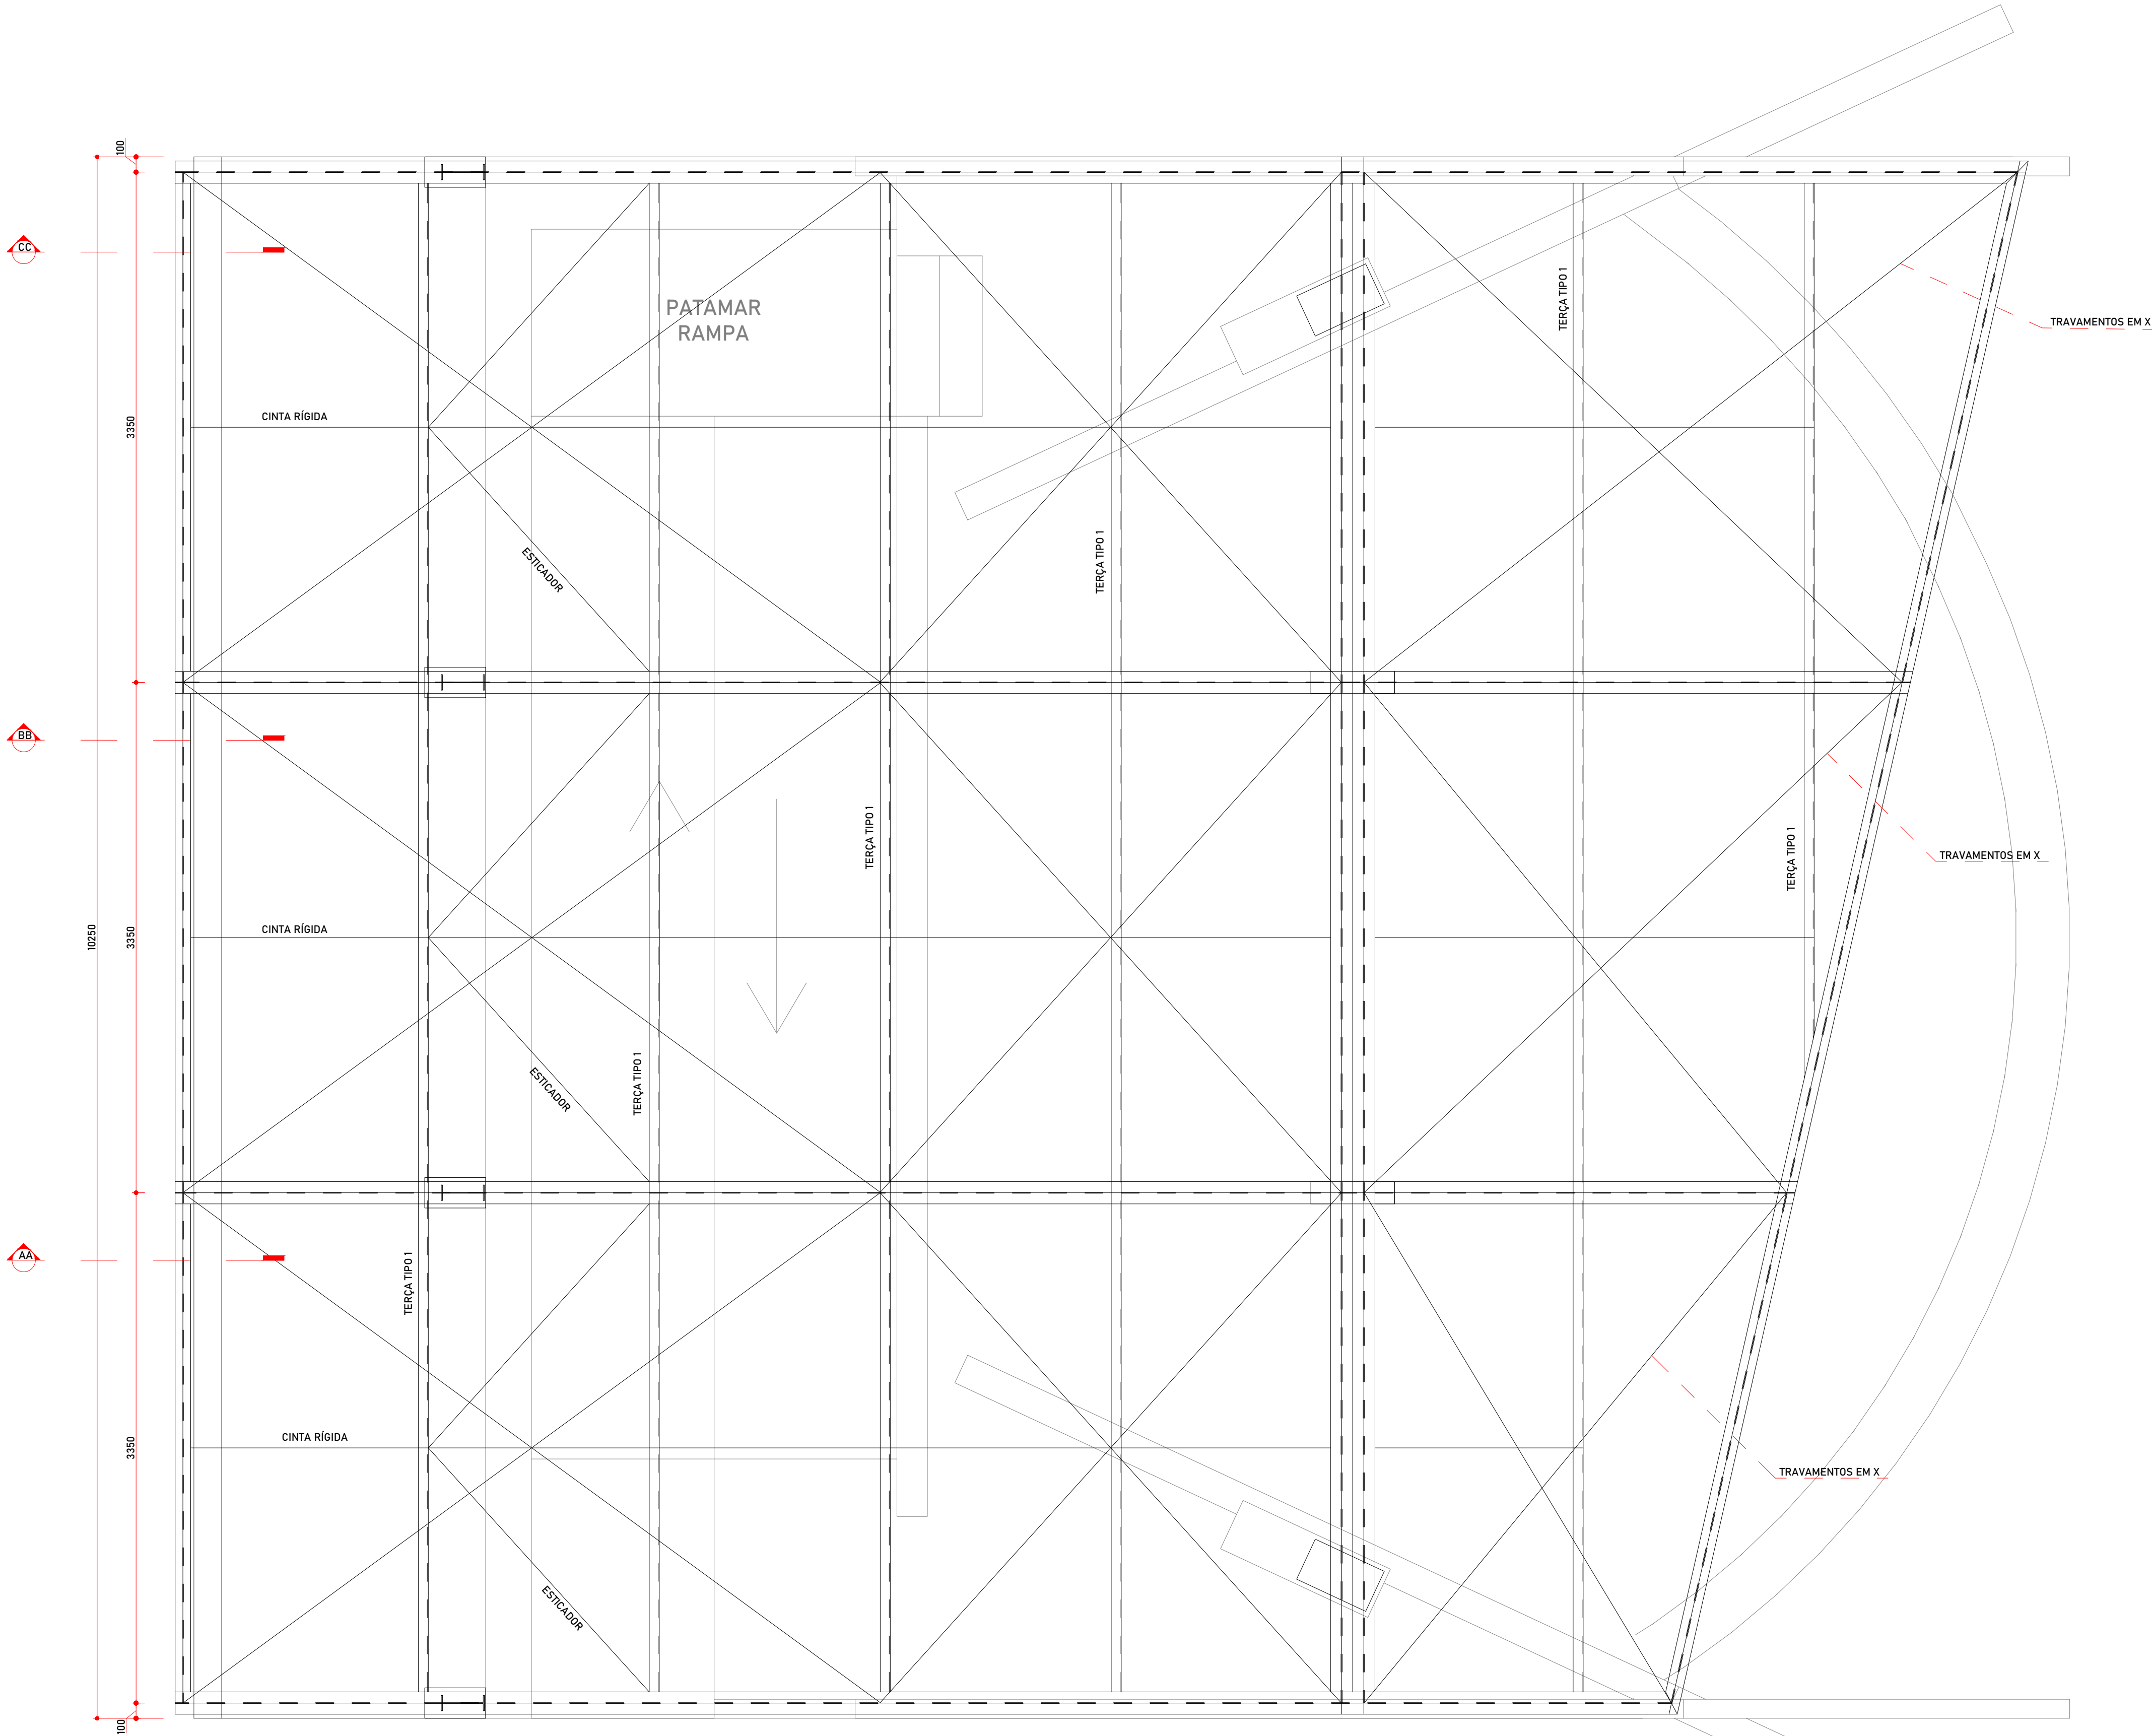 100
CC
PATAMAR
RAMPA
TERÇA TIPO 1
TRAVAMENTOS EM X
3350
CINTA RÍGIDA
ESTICADOR
TERÇA TIPO 1
BB
TERÇA TIPO 1
TERÇA TIPO 1
TRAVAMENTOS EM X
10250
3350
CINTA RÍGIDA
ESTICADOR
TERÇA TIPO 1
AA
TERÇA TIPO 1
3350
CINTA RÍGIDA
TRAVAMENTOS EM X
ESTICADOR
100